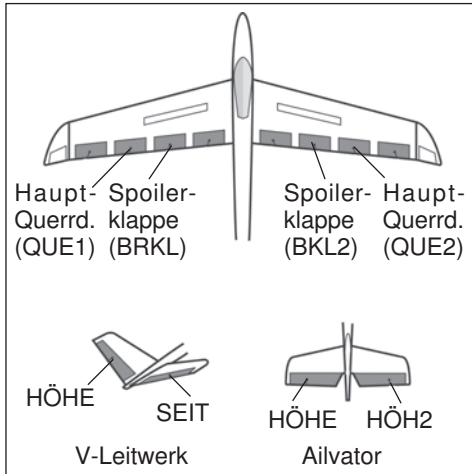 Haupt- Spoiler- Spoiler- Haupt-
Querrd. klappe klappe Querrd.
(QUE1) (BRKL) (BKL2) (QUE2)
HÖHE SEIT HÖHE HÖH2
V-Leitwerk Ailvator